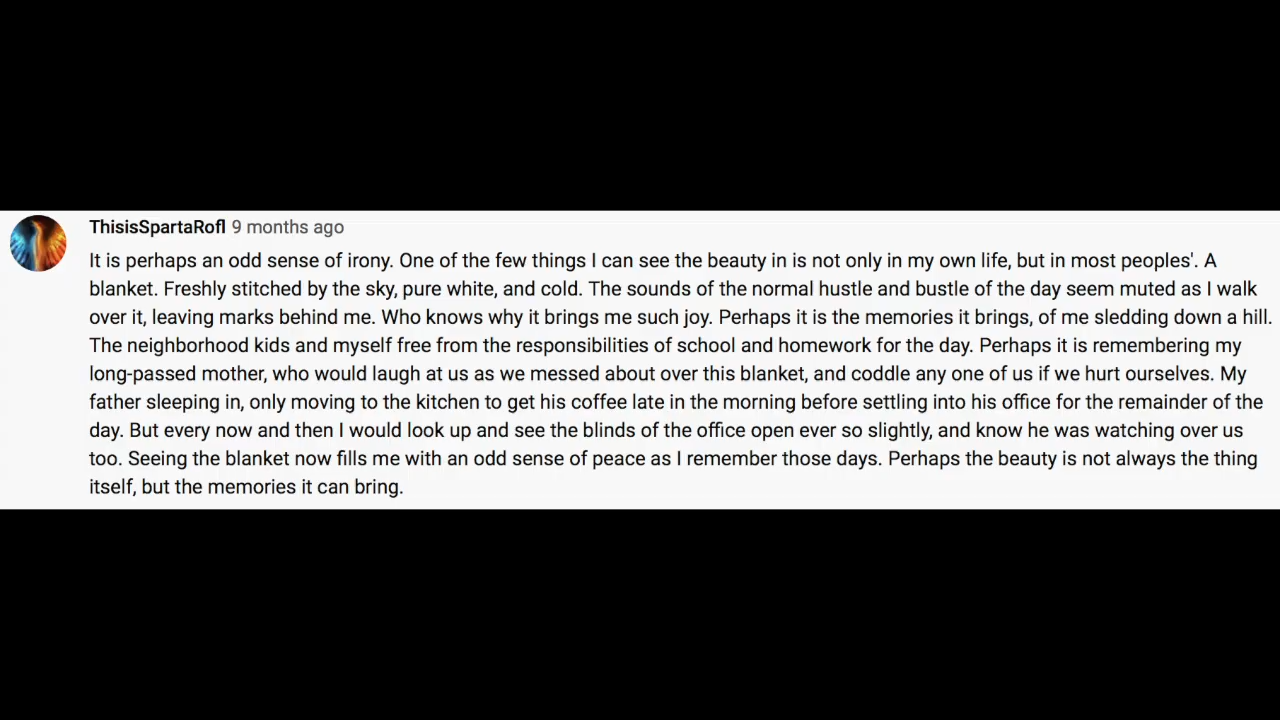 ThisisSpartaRofl 9 months ago
It is perhaps an odd sense of irony. One of the few things I can see the beauty in is not only in my own life, but in most peoples'. A
blanket. Freshly stitched by the sky, pure white, and cold. The sounds of the normal hustle and bustle of the day seem muted as I walk
over it, leaving marks behind me. Who knows why it brings me such joy. Perhaps it is the memories it brings, of me sledding down a hill.
The neighborhood kids and myself free from the responsibilities of school and homework for the day. Perhaps it is remembering my
long-passed mother, who would laugh at us as we messed about over this blanket, and coddle any one of us if we hurt ourselves. My
father sleeping in, only moving to the kitchen to get his coffee late in the morning before settling into his office for the remainder of the
day. But every now and then I would look up and see the blinds of the office open ever so slightly, and know he was watching over us
too. Seeing the blanket now fills me with an odd sense of peace as I remember those days. Perhaps the beauty is not always the thing
itself, but the memories it can bring.